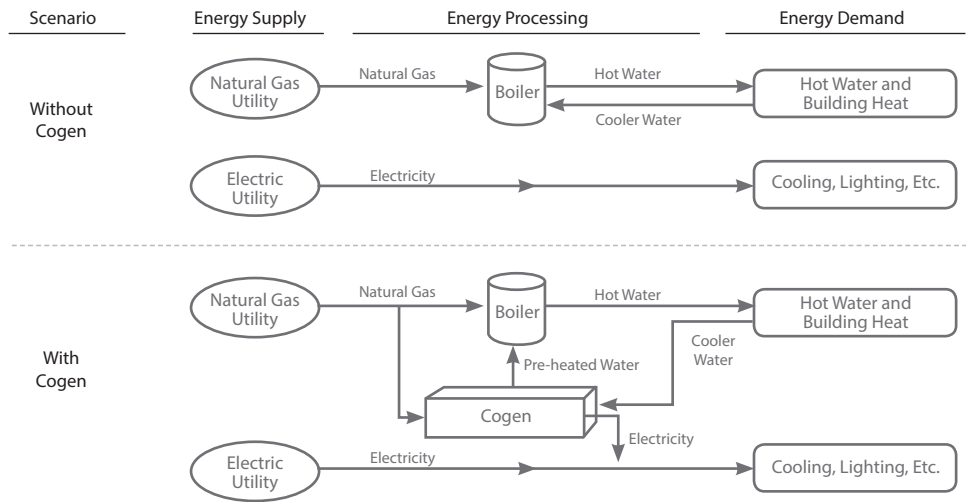 Scenario
Energy Supply
Energy Processing
Energy Demand
Without
Cogen
Natural Gas
Utility
Natural Gas
Boiler
Hot Water
Cooler Water
Hot Water and
Building Heat
Electric
Utility
Electricity
Cooling, Lighting, Etc.
With
Cogen
Natural Gas
Utility
Natural Gas
Boiler
Hot Water
Hot Water and
Building Heat
Cooler
Water
Pre-heated Water
Cogen
Electricity
Electric
Utility
Electricity
Cooling, Lighting, Etc.